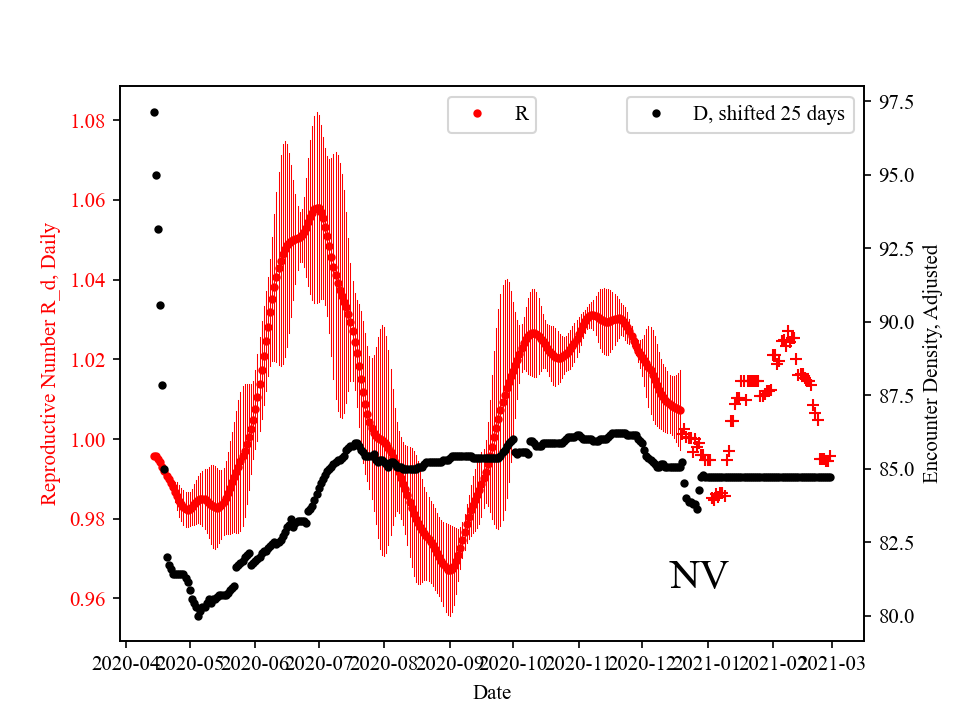 R
D, shifted 25 days
1.08
1.06
1.04
1.02
1.00
0.98
0.96
Reproductive Number R_d, Daily
97.5
95.0
92.5
90.0
87.5
85.0
82.5
80.0
Encounter Density, Adjusted
NV
2020-04 2020-05 2020-06 2020-07 2020-08 2020-09 2020-10 2020-11 2020-12 2021-01 2021-02 2021-03
Date